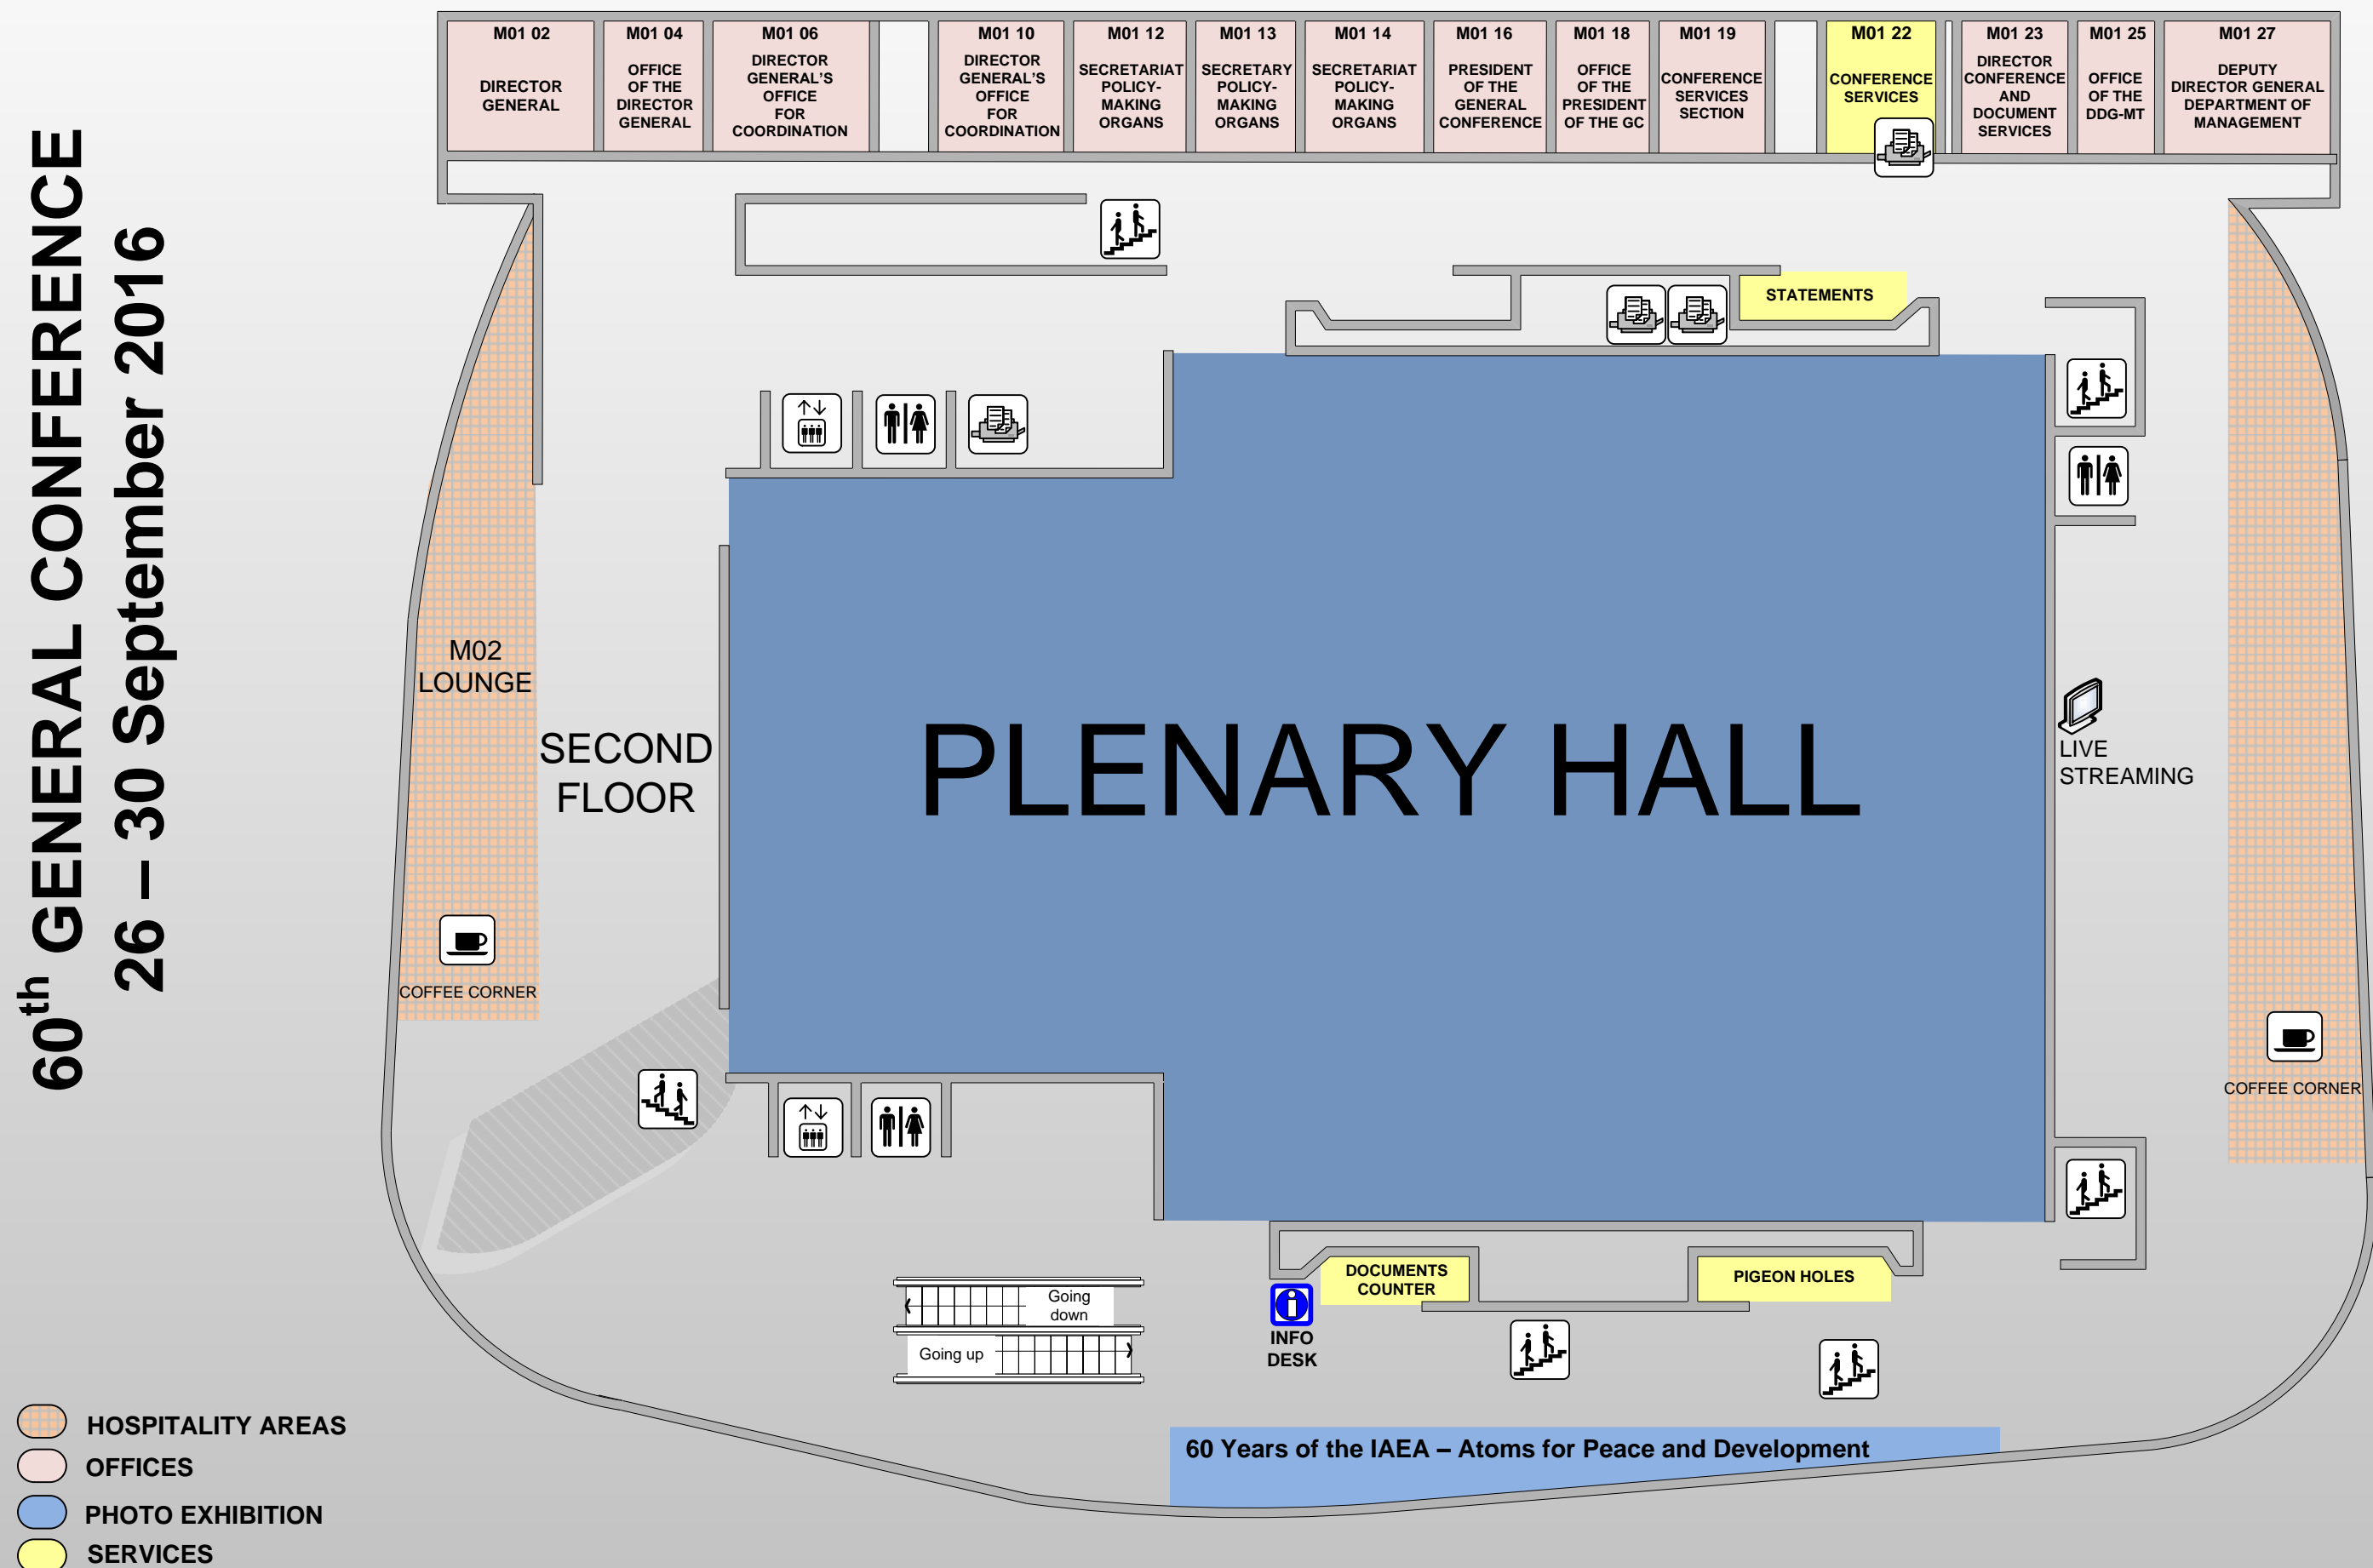 60th GENERAL CONFERENCE
26 – 30 September 2016
M01 02
DIRECTOR
GENERAL
M01 04
OFFICE
OF THE
DIRECTOR
GENERAL
M01 06
DIRECTOR
GENERAL'S
OFFICE
FOR
COORDINATION
M01 10
DIRECTOR
GENERAL'S
OFFICE
FOR
COORDINATION
M01 12
SECRETARIAT
POLICY-
MAKING
ORGANS
M01 13
SECRETARY
POLICY-
MAKING
ORGANS
M01 14
SECRETARIAT
POLICY-
MAKING
ORGANS
M01 16
PRESIDENT
OF THE
GENERAL
CONFERENCE
M01 18
OFFICE
OF THE
PRESIDENT
OF THE GC
M01 19
CONFERENCE
SERVICES
SECTION
M01 22
CONFERENCE
SERVICES
M01 23
DIRECTOR
CONFERENCE
AND
DOCUMENT
SERVICES
M01 25
OFFICE
OF THE
DDG-MT
M01 27
DEPUTY
DIRECTOR GENERAL
DEPARTMENT OF
MANAGEMENT
STATEMENTS
M02
LOUNGE
SECOND
FLOOR
PLENARY HALL
LIVE
STREAMING
COFFEE CORNER
COFFEE CORNER
DOCUMENTS
COUNTER
PIGEON HOLES
Going
down
Going up
INFO
DESK
60 Years of the IAEA – Atoms for Peace and Development
HOSPITALITY AREAS
OFFICES
PHOTO EXHIBITION
SERVICES